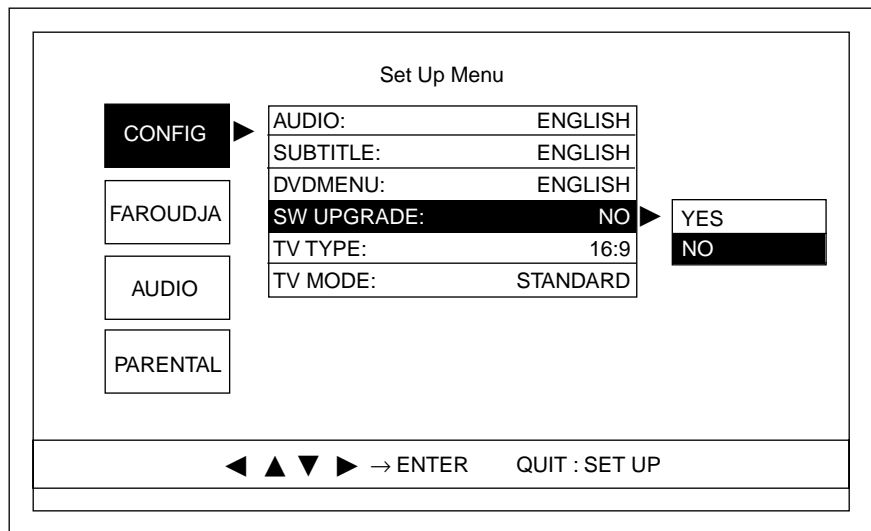 Set Up Menu
CONFIG
AUDIO: ENGLISH
SUBTITLE: ENGLISH
DVDMENU: ENGLISH
FAROUDJA
SW UPGRADE: NO
YES
NO
TV TYPE: 16:9
TV MODE: STANDARD
AUDIO
PARENTAL
◀ ▲ ▼ ▶ → ENTER QUIT : SET UP